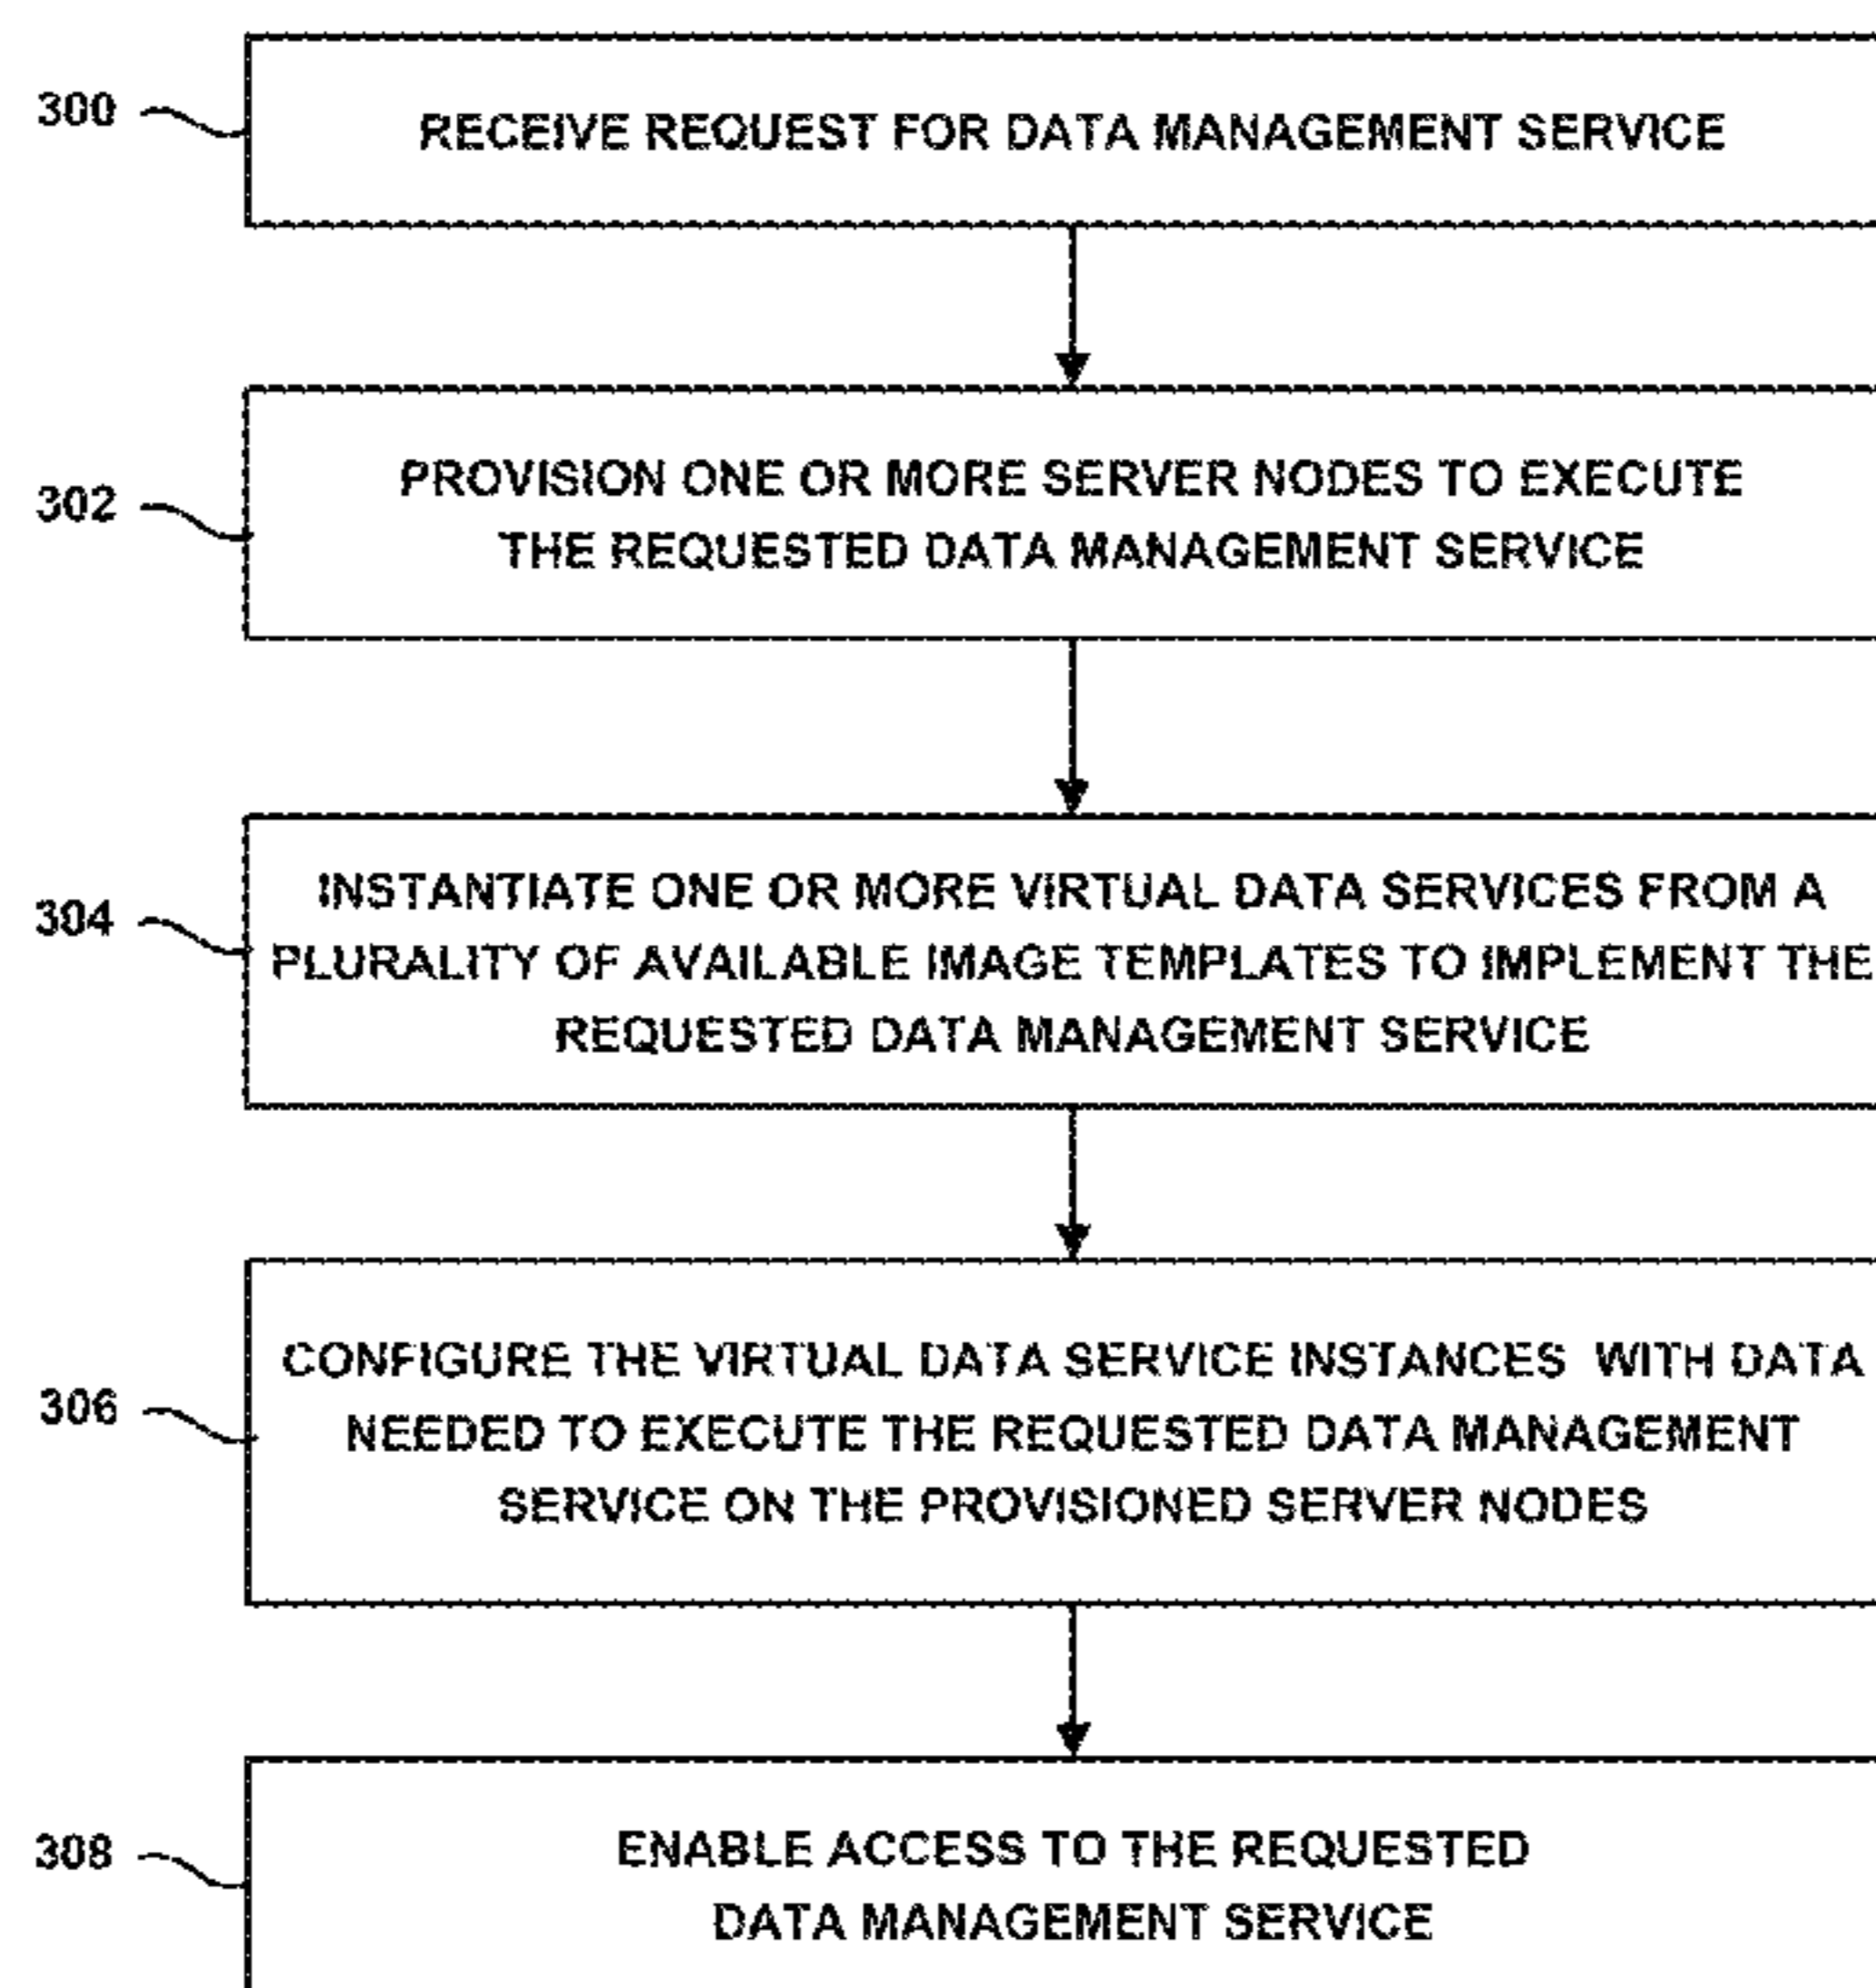 300
RECEIVE REQUEST FOR DATA MANAGEMENT SERVICE
302
PROVISION ONE OR MORE SERVER NODES TO EXECUTE
THE REQUESTED DATA MANAGEMENT SERVICE
304
INSTANTIATE ONE OR MORE VIRTUAL DATA SERVICES FROM A
PLURALITY OF AVAILABLE IMAGE TEMPLATES TO IMPLEMENT THE
REQUESTED DATA MANAGEMENT SERVICE
306
CONFIGURE THE VIRTUAL DATA SERVICE INSTANCES WITH DATA
NEEDED TO EXECUTE THE REQUESTED DATA MANAGEMENT
SERVICE ON THE PROVISIONED SERVER NODES
308
ENABLE ACCESS TO THE REQUESTED
DATA MANAGEMENT SERVICE